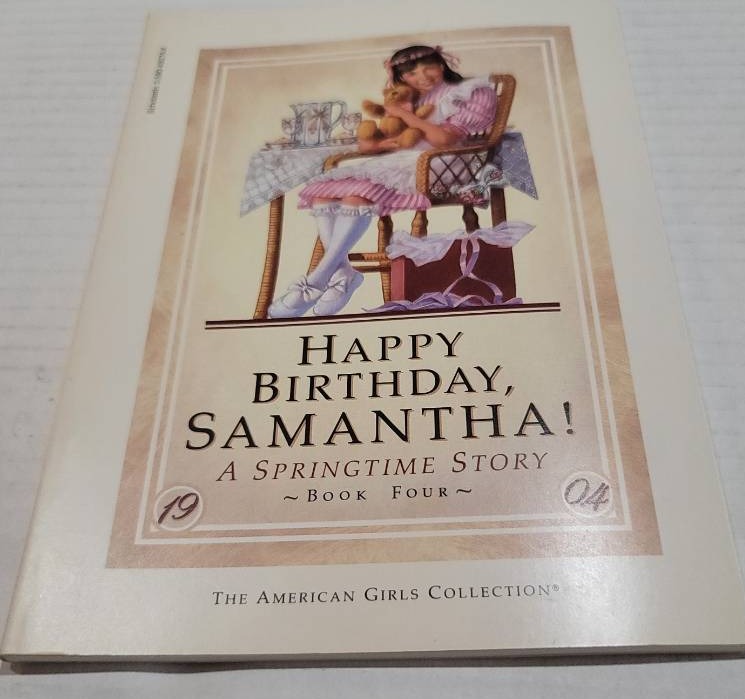 HAPPY
BIRTHDAY,
SAMANTHA!
A SPRINGTIME STORY
~ BOOK FOUR ~
19 04
THE AMERICAN GIRLS COLLECTION®